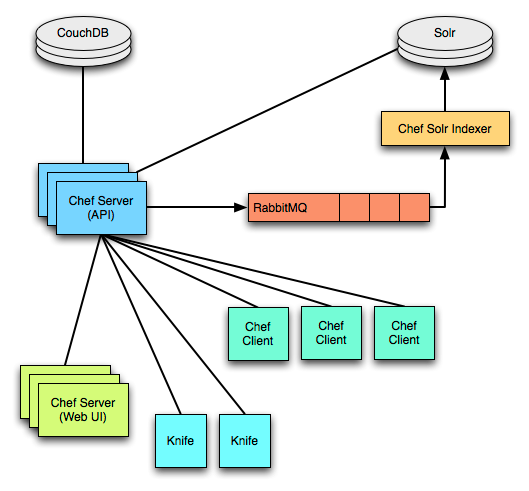 CouchDB
Solr
Chef Solr Indexer
Chef Server
(API)
RabbitMQ
Chef
Client
Chef
Client
Chef
Client
Chef Server
(Web UI)
Knife
Knife